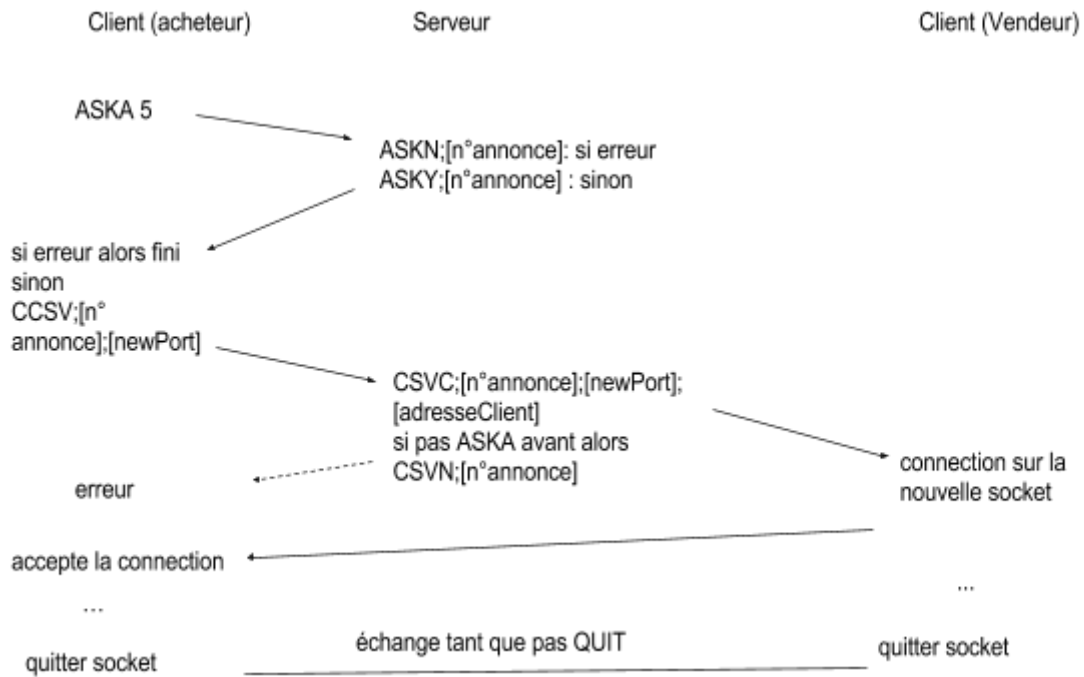 Client (acheteur) Serveur Client (Vendeur)
ASKA 5
ASKN;[n°annonce]: si erreur
ASKY;[n°annonce] : sinon
si erreur alors fini
sinon
CCSV;[n°
annonce];[newPort]
CSVC;[n°annonce];[newPort];
[adresseClient]
si pas ASKA avant alors
CSVN;[n°annonce]
connection sur la
nouvelle socket
erreur
accepte la connection
...
...
échange tant que pas QUIT
quitter socket
quitter socket